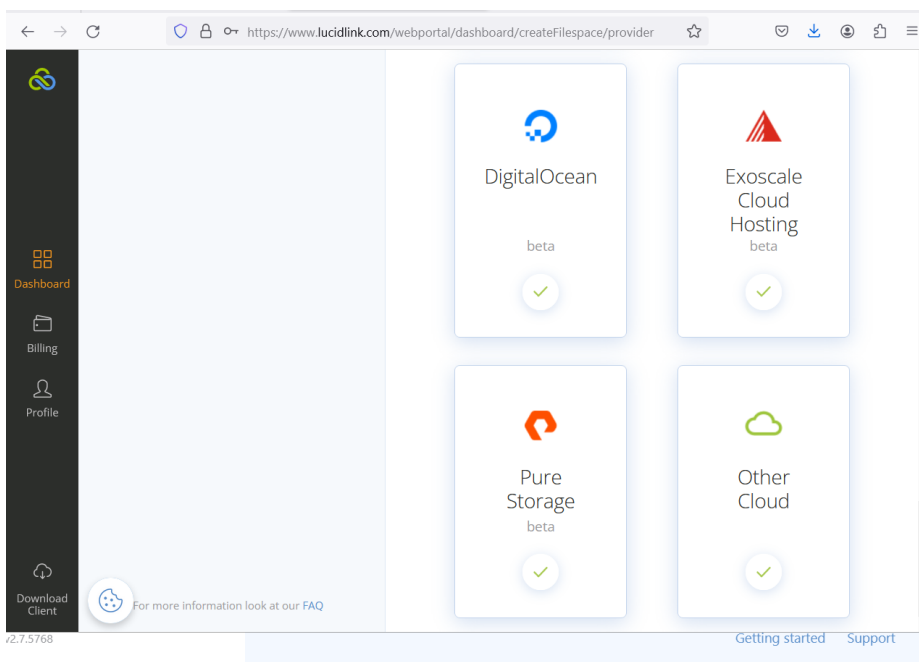 https://www.lucidlink.com/webportal/dashboard/createFilespace/provider
DigitalOcean
beta
Exoscale
Cloud
Hosting
beta
Dashboard
Billing
Profile
Pure
Storage
beta
Other
Cloud
Download
Client
For more information look at our FAQ
v2.7.5768
Getting started Support